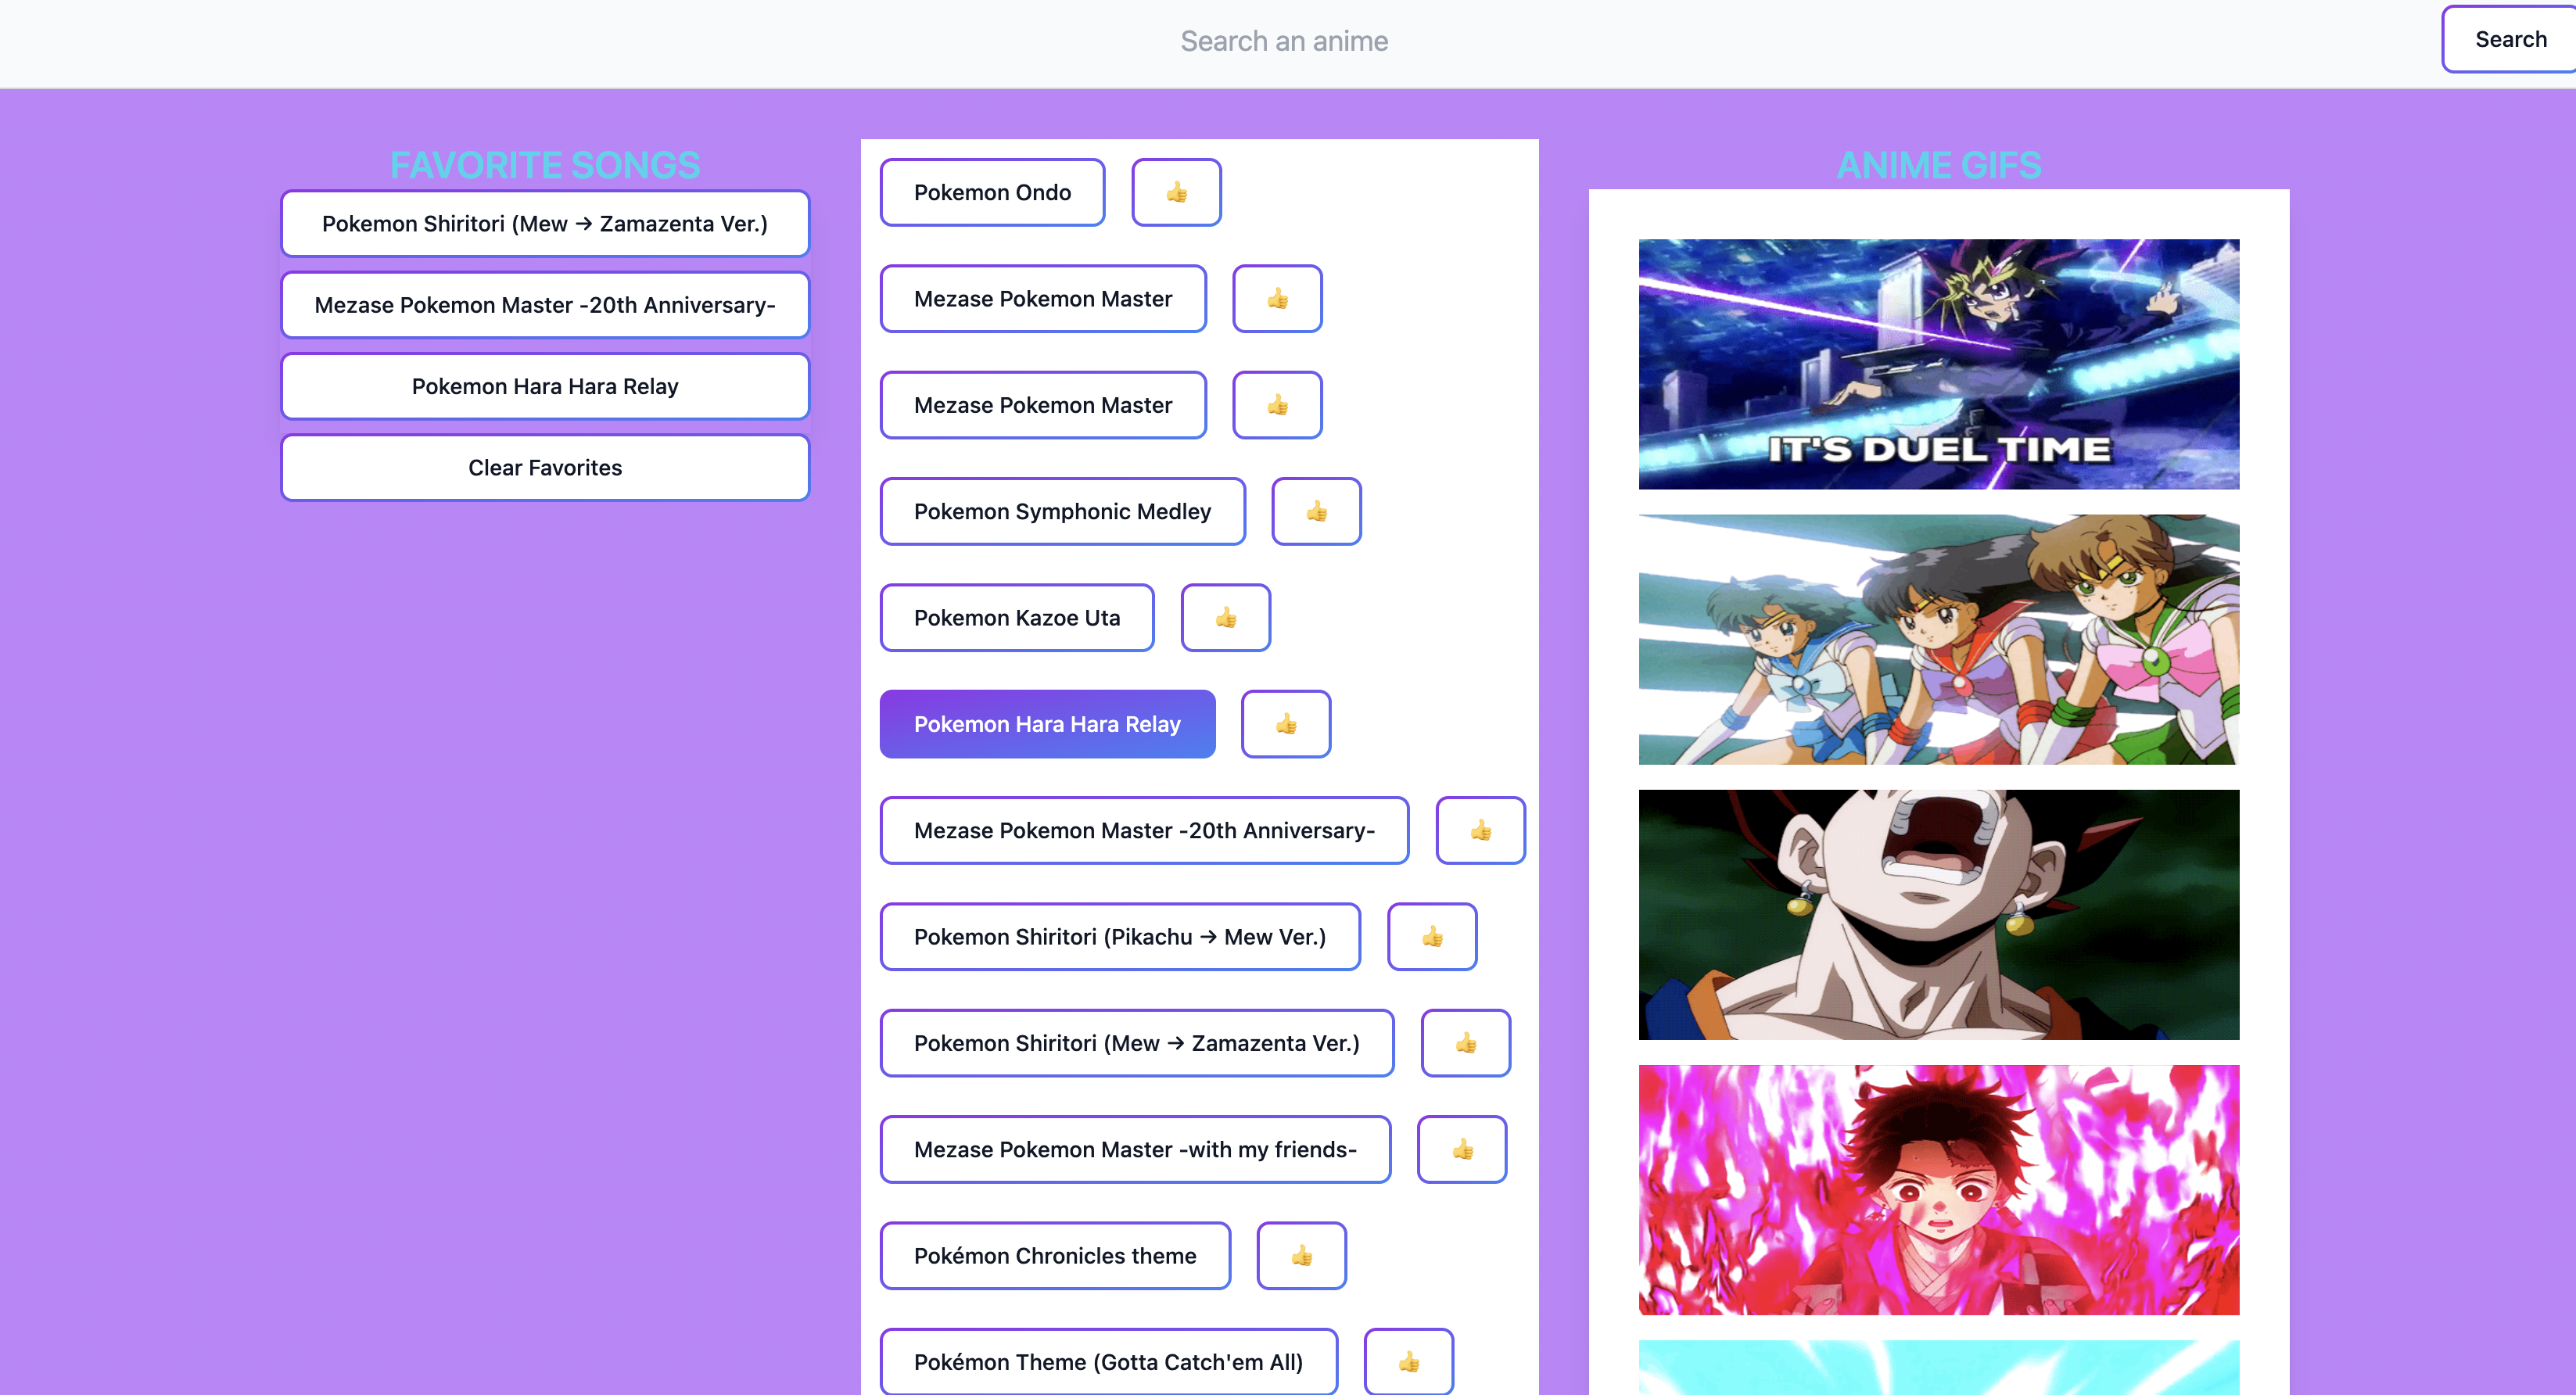 Search an anime
Search
FAVORITE SONGS
Pokemon Shiritori (Mew → Zamazenta Ver.)
Mezase Pokemon Master -20th Anniversary-
Pokemon Hara Hara Relay
Clear Favorites
Pokemon Ondo
Mezase Pokemon Master
Mezase Pokemon Master
Pokemon Symphonic Medley
Pokemon Kazoe Uta
Pokemon Hara Hara Relay
Mezase Pokemon Master -20th Anniversary-
Pokemon Shiritori (Pikachu → Mew Ver.)
Pokemon Shiritori (Mew → Zamazenta Ver.)
Mezase Pokemon Master -with my friends-
Pokémon Chronicles theme
Pokémon Theme (Gotta Catch'em All)
ANIME GIFS
IT'S DUEL TIME